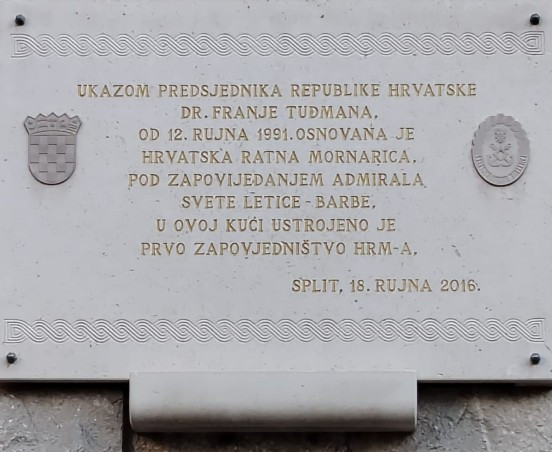 UKAZOM PREDSJEDNIKA REPUBLIKE HRVATSKE
DR. FRANJE TUĐMANA,
OD 12. RUJNA 1991. OSNOVANA JE
HRVATSKA RATNA MORNARICA,
POD ZAPOVIJEDANJEM ADMIRALA
SVETE LETICE - BARBE.
U OVOJ KUĆI USTROJENO JE
PRVO ZAPOVJEDNIŠTVO HRM-A.
SPLIT, 18. RUJNA 2016.